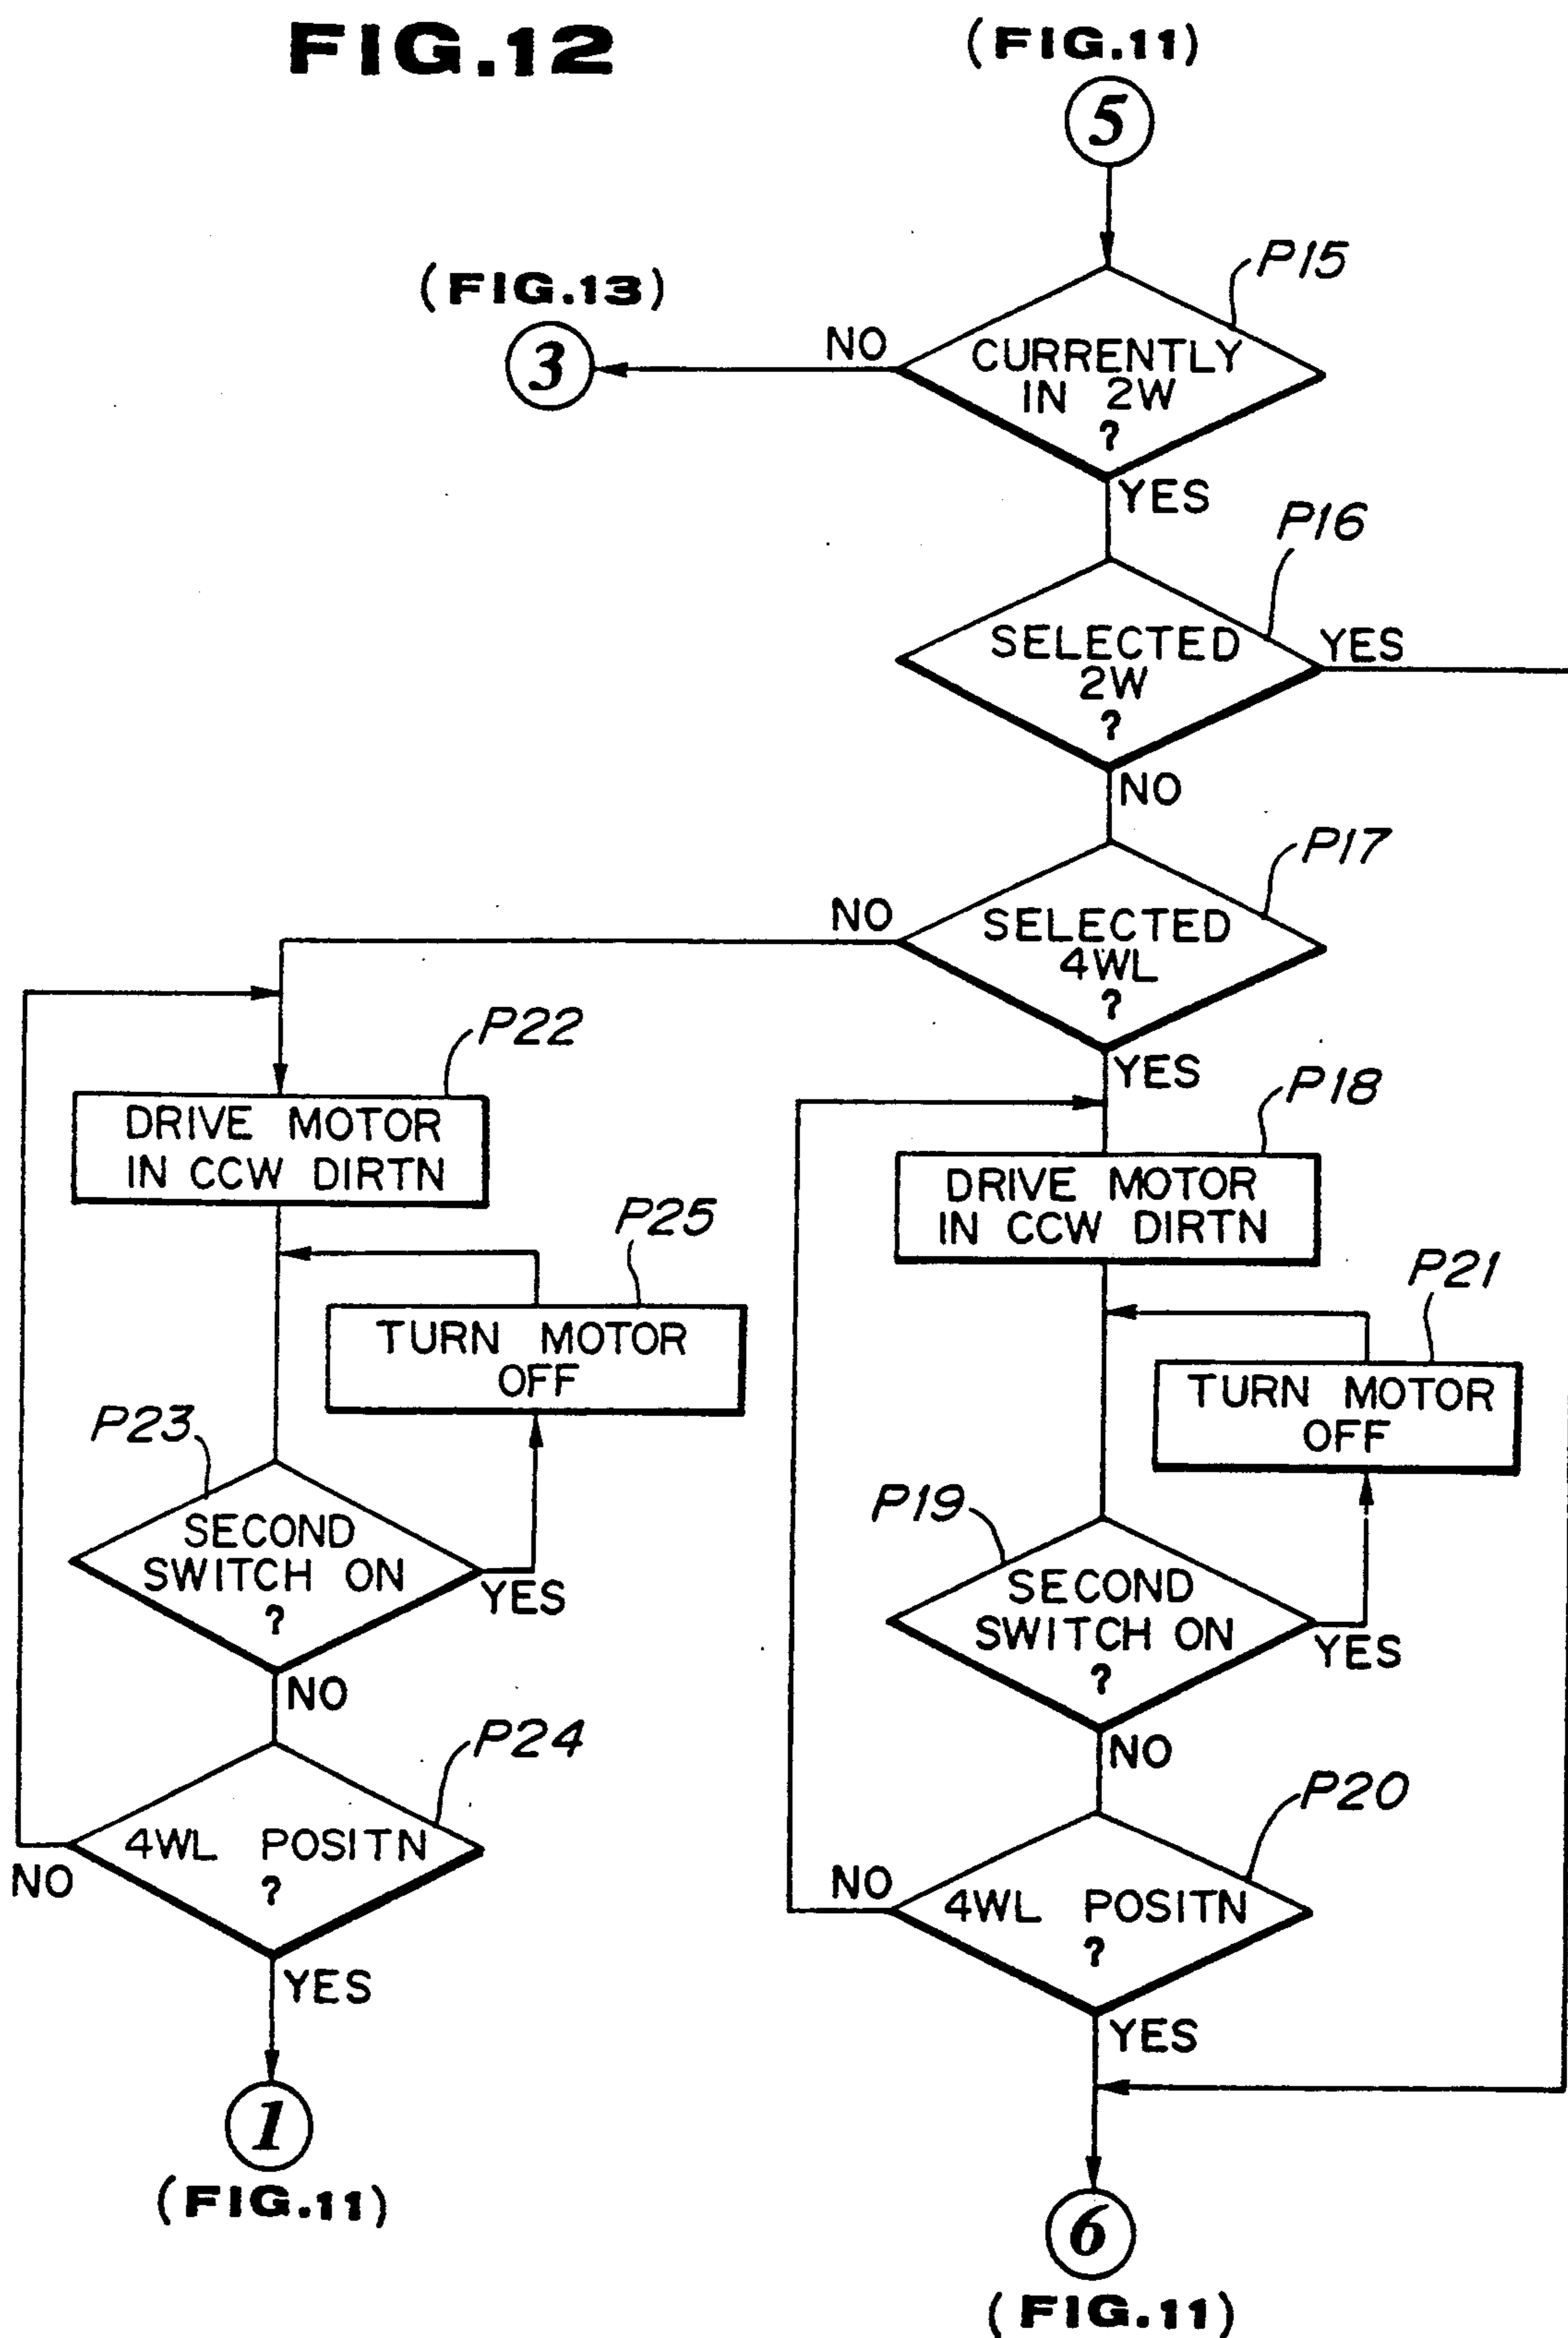 FIG.12
(FIG.11)
5
P15
(FIG.13)
3
NO
CURRENTLY
IN 2W
?
YES
P16
SELECTED
2W
?
YES
NO
P17
NO
SELECTED
4WL
?
YES
P22
DRIVE MOTOR
IN CCW DIRTN
P18
DRIVE MOTOR
IN CCW DIRTN
P25
TURN MOTOR
OFF
P21
TURN MOTOR
OFF
P23
SECOND
SWITCH ON
?
YES
NO
P19
SECOND
SWITCH ON
?
YES
NO
P24
4WL POSITN
?
NO
YES
P20
4WL POSITN
?
NO
YES
1
(FIG.11)
6
(FIG.11)